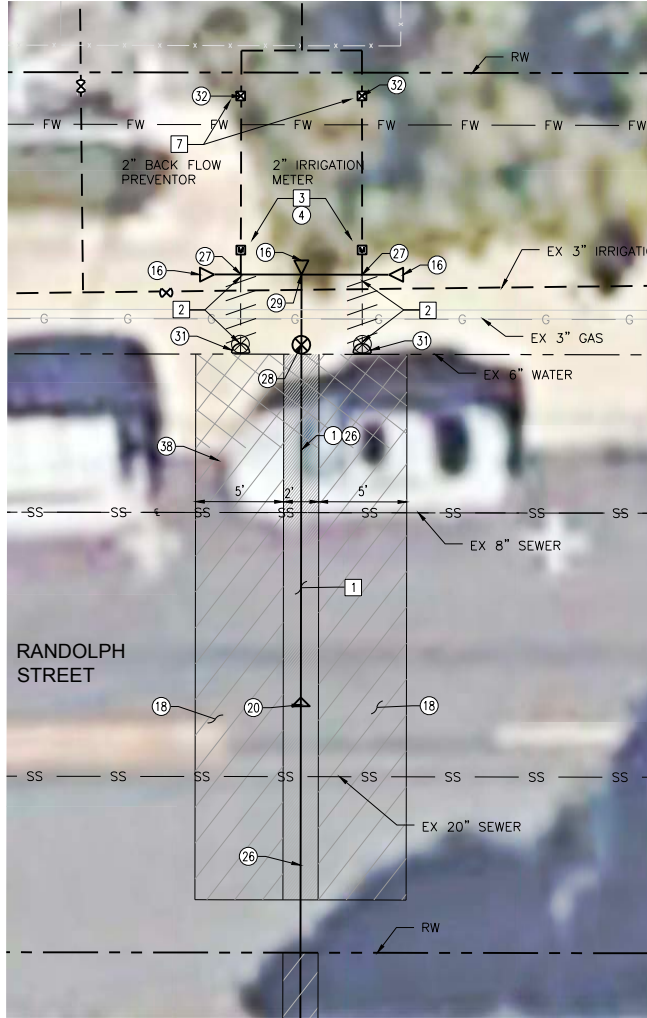 RW
32
32
FW FW FW FW FW FW FW
7
2" BACK FLOW
PREVENTOR
2" IRRIGATION
METER
3
4
27
16
27
16
16
EX 3" IRRIGATI
29
2
2
G G G G G G G
EX 3" GAS
31
31
28
EX 6" WATER
1 26
38
5' 2' 5'
SS SS SS SS SS SS SS
EX 8" SEWER
1
RANDOLPH
STREET
18
20
18
SS SS SS SS SS SS SS SS
EX 20" SEWER
26
RW